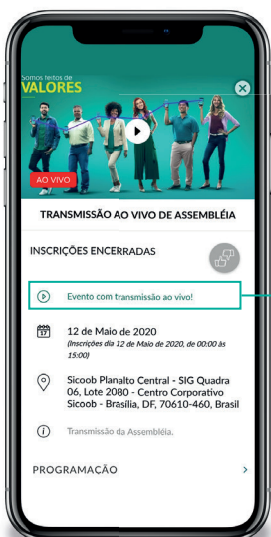 Somos feitos de
VALORES
AO VIVO
TRANSMISSÃO AO VIVO DE ASSEMBLÉIA
INSCRIÇÕES ENCERRADAS
Evento com transmissão ao vivo!
17
12 de Maio de 2020
(Inscrições dia 12 de Maio de 2020, de 00:00 às
15:00)
Sicoob Planalto Central - SIG Quadra
06, Lote 2080 - Centro Corporativo
Sicoob - Brasília, DF, 70610-460, Brasil
Transmissão da Assembléia.
PROGRAMAÇÃO